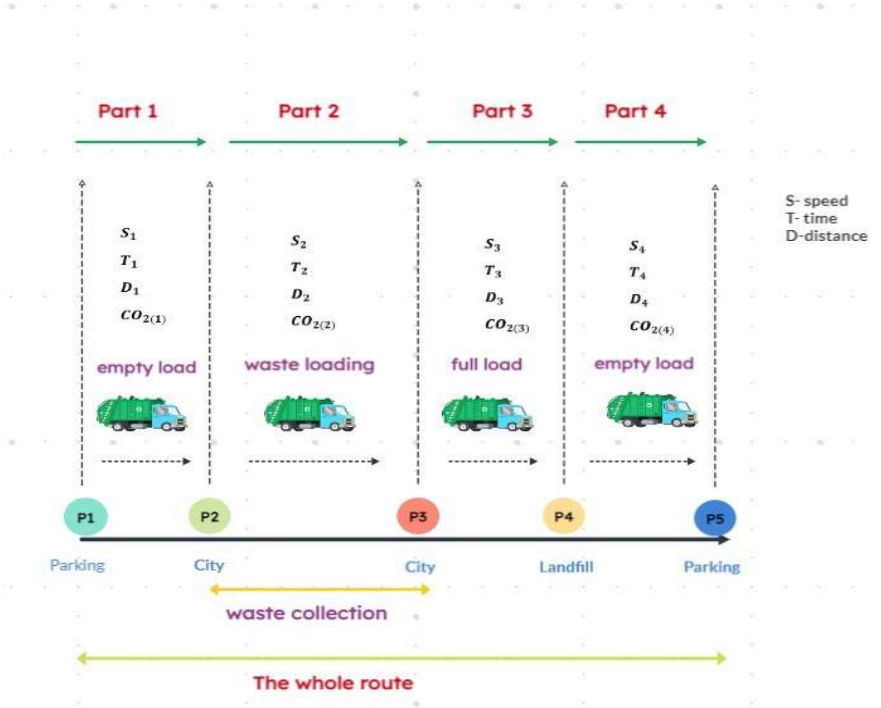 Part 1 Part 2 Part 3 Part 4
S- speed
T- time
D-distance
S₁ S₂ S₃ S₄
T₁ T₂ T₃ T₄
D₁ D₂ D₃ D₄
CO₂₍₁₎ CO₂₍₂₎ CO₂₍₃₎ CO₂₍₄₎
empty load waste loading full load empty load
P1 P2 P3 P4 P5
Parking City City Landfill Parking
waste collection
The whole route